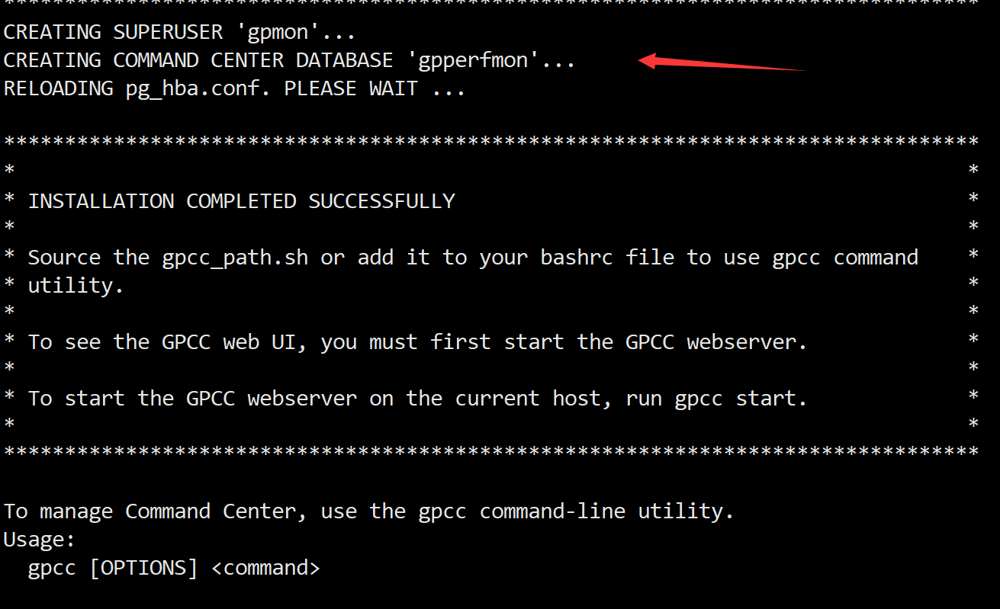 ********************************************************************************
CREATING SUPERUSER 'gpmon'...
CREATING COMMAND CENTER DATABASE 'gpperfmon'...
RELOADING pg_hba.conf. PLEASE WAIT ...
********************************************************************************
* *
* INSTALLATION COMPLETED SUCCESSFULLY *
* *
* Source the gpcc_path.sh or add it to your bashrc file to use gpcc command *
* utility. *
* *
* To see the GPCC web UI, you must first start the GPCC webserver. *
* *
* To start the GPCC webserver on the current host, run gpcc start. *
* *
********************************************************************************
To manage Command Center, use the gpcc command-line utility.
Usage:
gpcc [OPTIONS] <command>